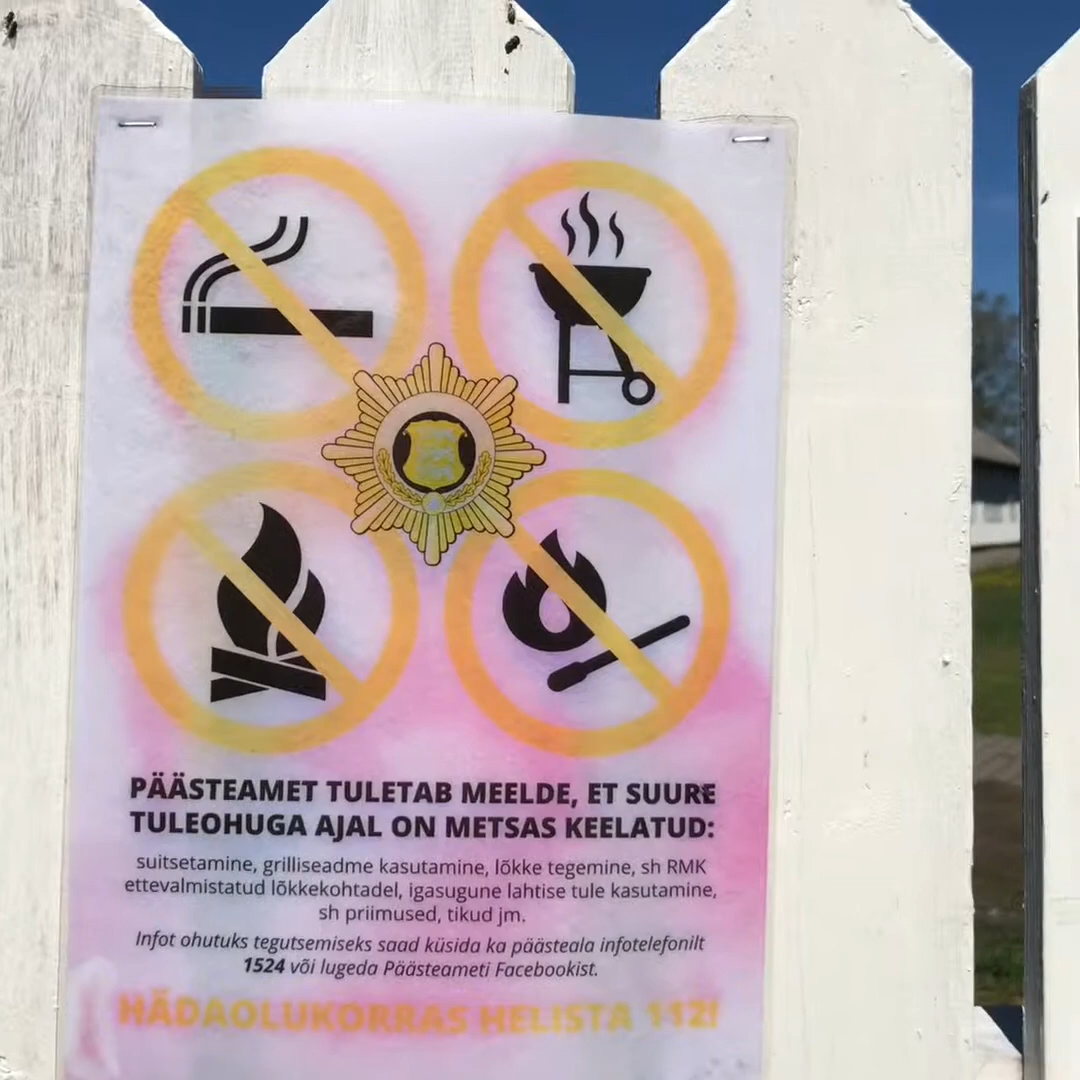 PÄÄSTEAMET TULETAB MEELDE, ET SUURE
TULEOHUGA AJAL ON METSAS KEELATUD:
suitsetamine, grilliseadme kasutamine, lõkke tegemine, sh RMK
ettevalmistatud lõkkekohtadel, igasugune lahtise tule kasutamine,
sh priimused, tikud jm.
Infot ohutuks tegutsemiseks saad küsida ka päästeala infotelefonilt
1524 või lugeda Päästeameti Facebookist.
HÄDAOLUKORRAS HELISTA 112!